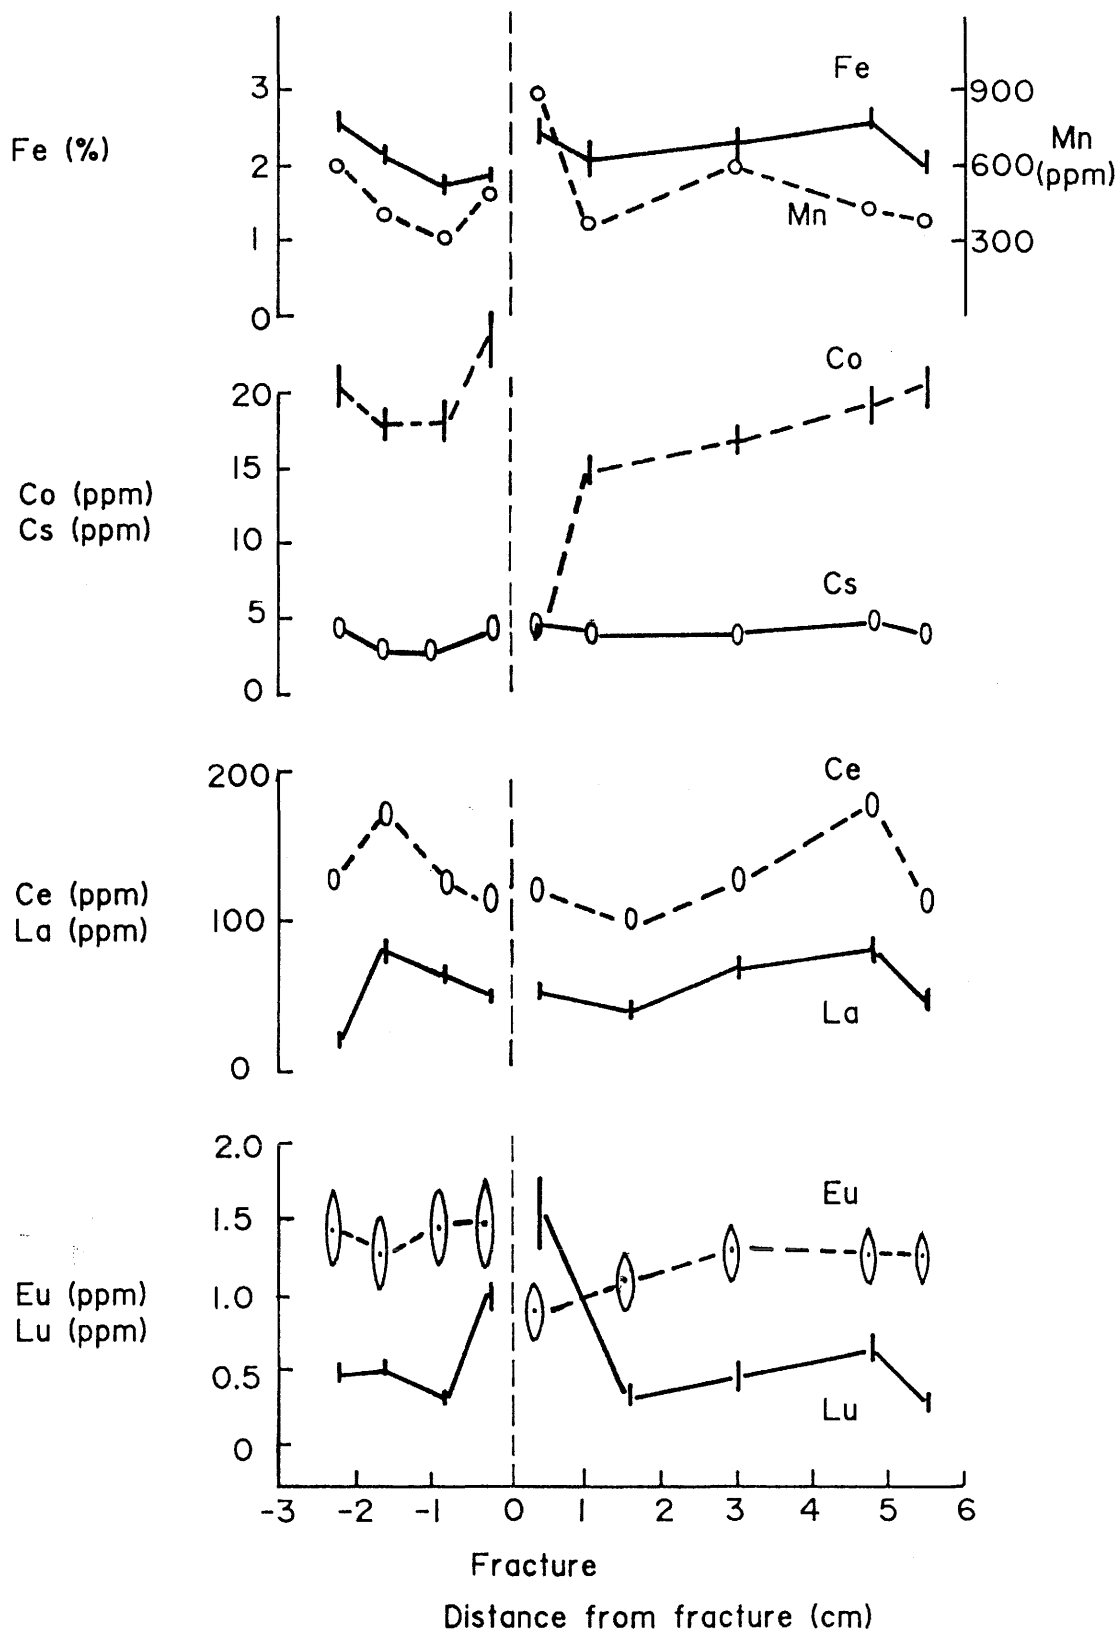 Fe
3
900
Fe (%)
Mn
(ppm)
2
600
Mn
1
300
0
Co
20
15
Co (ppm)
Cs (ppm)
10
Cs
5
0
200
Ce
Ce (ppm)
La (ppm)
100
La
0
2.0
Eu
1.5
Eu (ppm)
Lu (ppm)
1.0
0.5
Lu
0
-3 -2 -1 0 1 2 3 4 5 6
Fracture
Distance from fracture (cm)